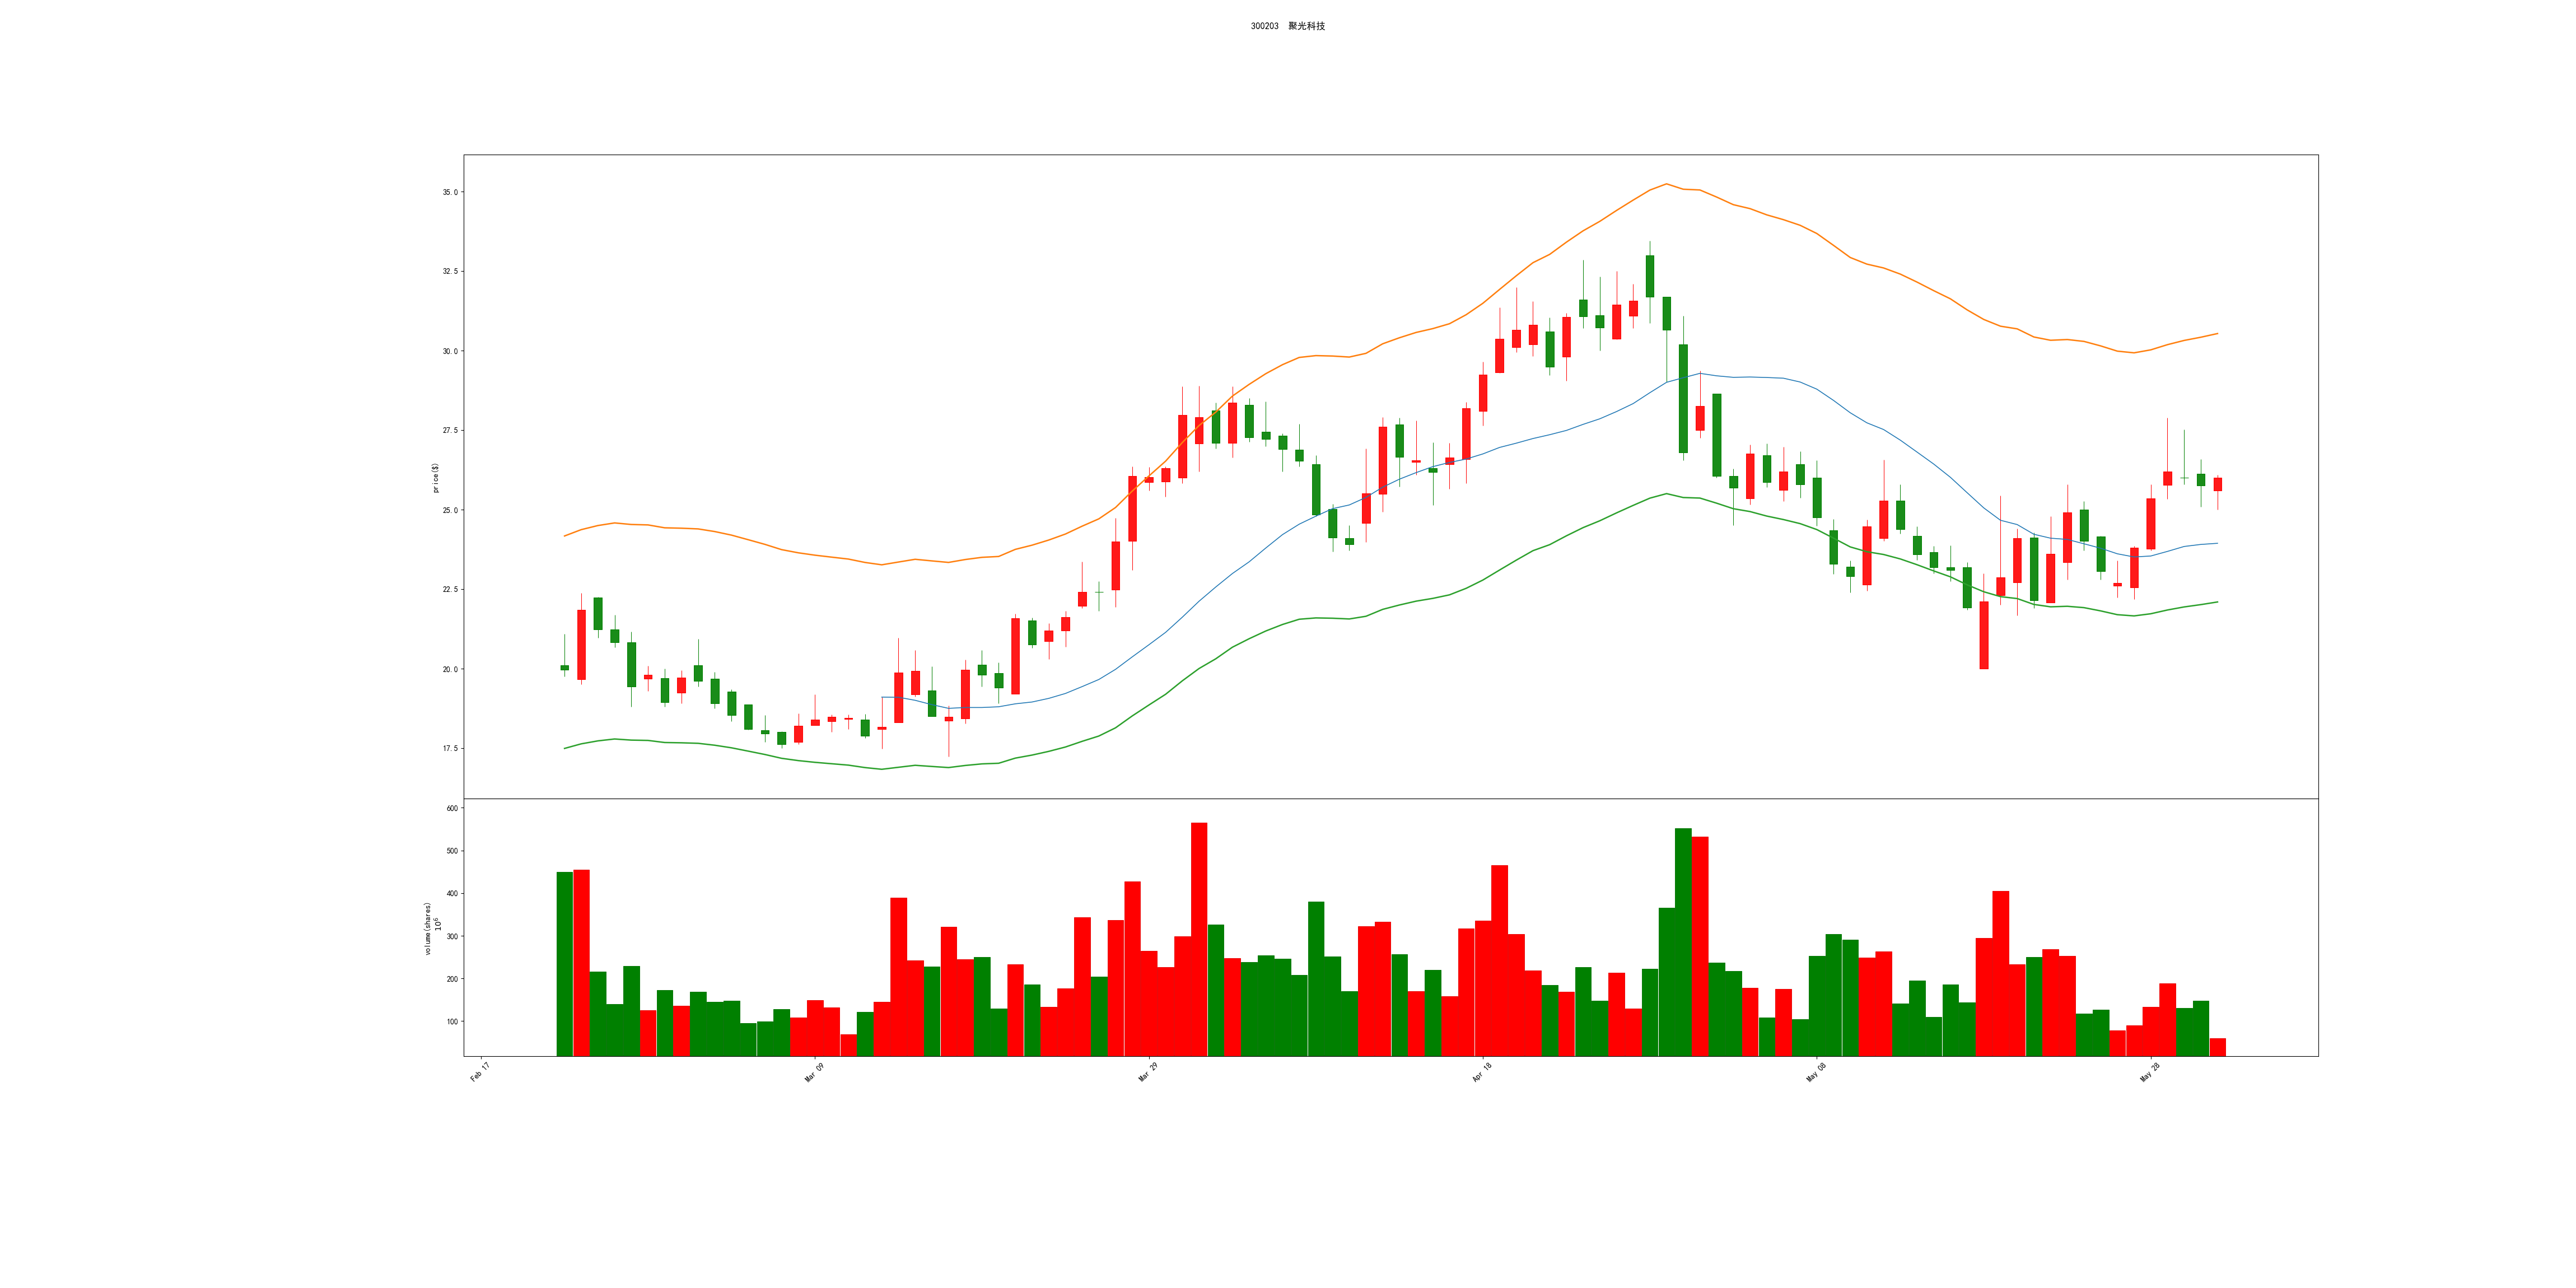 300203 聚光科技
price($)
35.0
32.5
30.0
27.5
25.0
22.5
20.0
17.5
volume(shares)
10^6
600
500
400
300
200
100
Feb 17
Mar 09
Mar 29
Apr 18
May 08
May 28